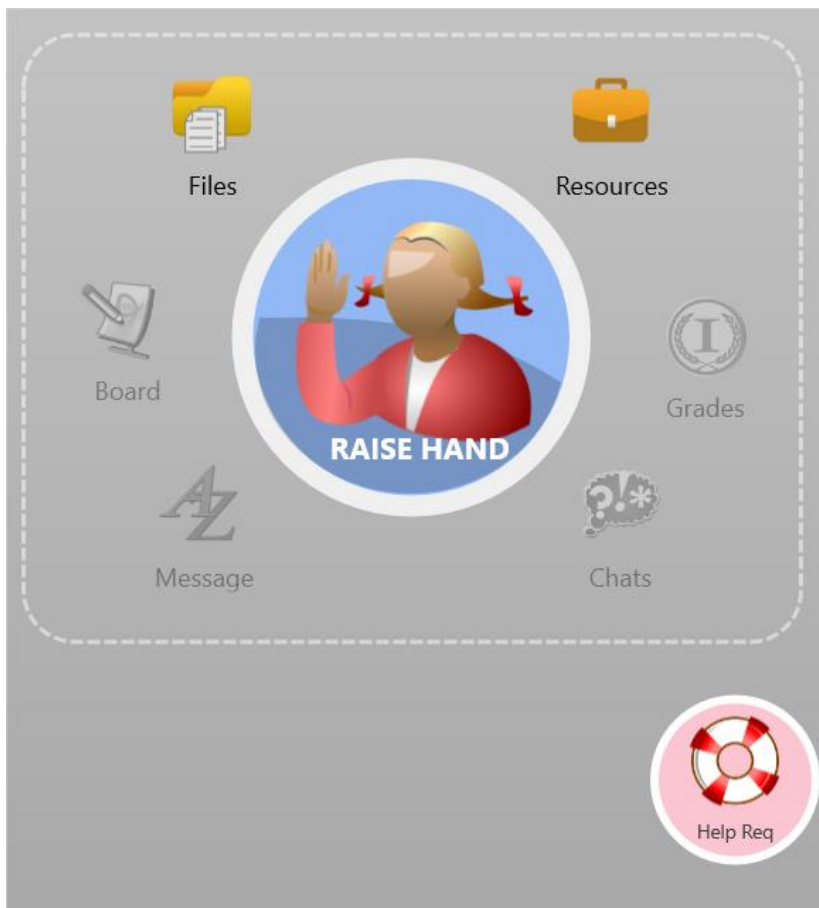 Files
Resources
Board
Grades
RAISE HAND
Message
Chats
Help Req